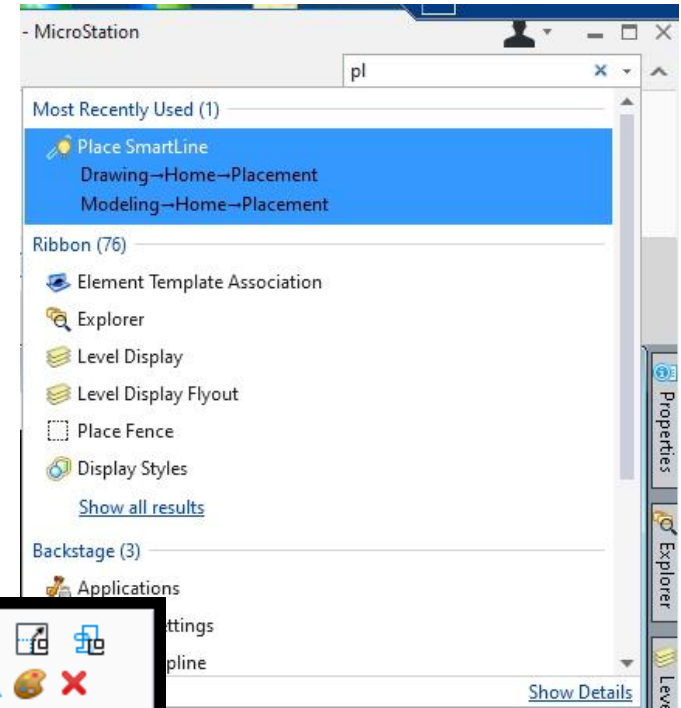 - MicroStation
pl
Most Recently Used (1)
Place SmartLine
Drawing→Home→Placement
Modeling→Home→Placement
Ribbon (76)
Element Template Association
Explorer
Level Display
Level Display Flyout
Place Fence
Display Styles
Show all results
Backstage (3)
Applications
ttings
pline
Show Details
Properties
Explorer
Leve